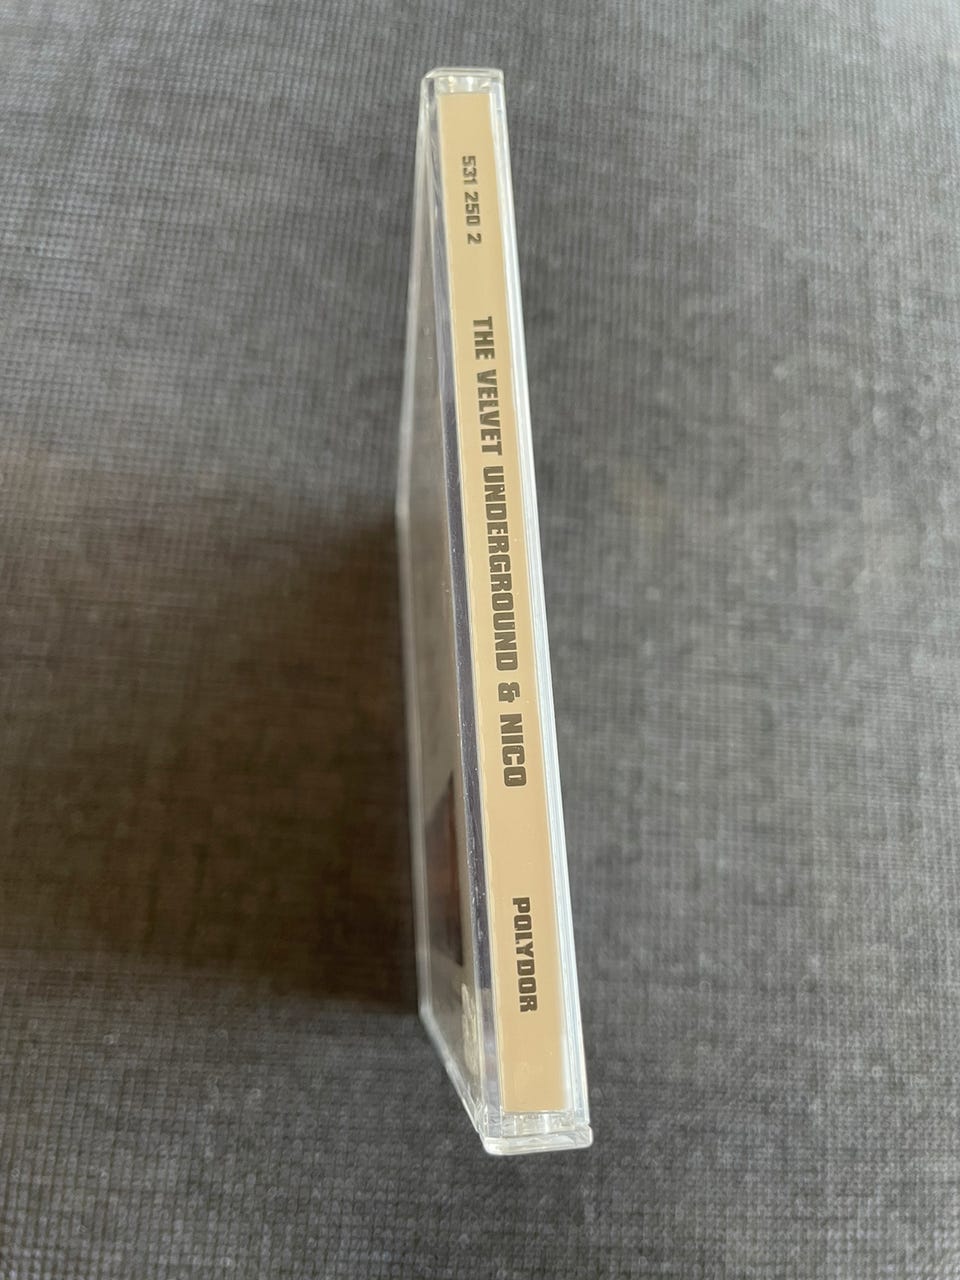 531 250 2
THE VELVET UNDERGROUND & NICO
POLYDOR